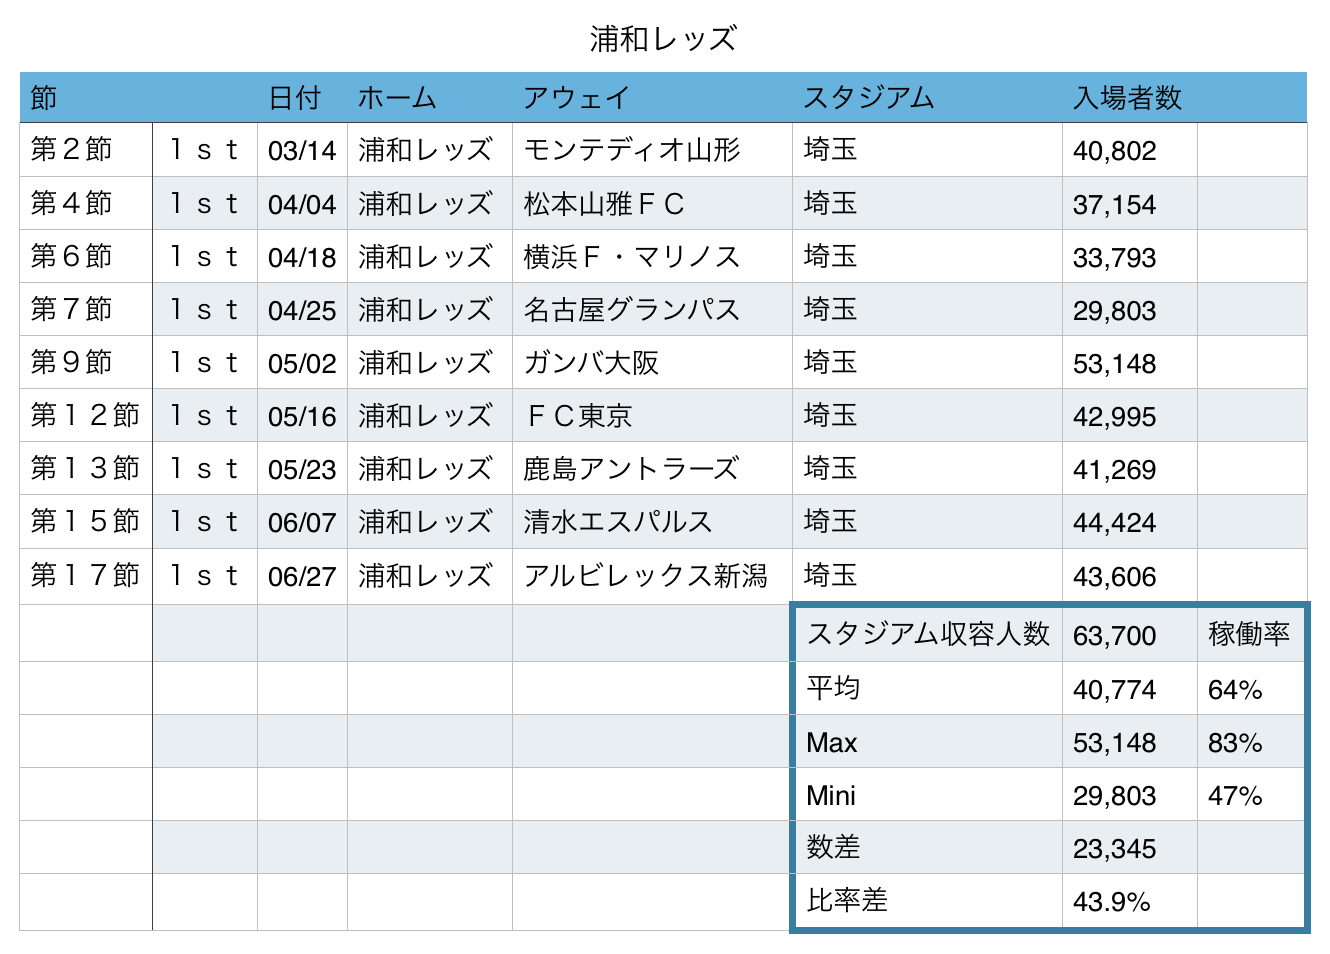 浦和レッズ
節 日付 ホーム アウェイ スタジアム 入場者数
第２節 １ｓｔ 03/14 浦和レッズ モンテディオ山形 埼玉 40,802
第４節 １ｓｔ 04/04 浦和レッズ 松本山雅ＦＣ 埼玉 37,154
第６節 １ｓｔ 04/18 浦和レッズ 横浜Ｆ・マリノス 埼玉 33,793
第７節 １ｓｔ 04/25 浦和レッズ 名古屋グランパス 埼玉 29,803
第９節 １ｓｔ 05/02 浦和レッズ ガンバ大阪 埼玉 53,148
第１２節 １ｓｔ 05/16 浦和レッズ ＦＣ東京 埼玉 42,995
第１３節 １ｓｔ 05/23 浦和レッズ 鹿島アントラーズ 埼玉 41,269
第１５節 １ｓｔ 06/07 浦和レッズ 清水エスパルス 埼玉 44,424
第１７節 １ｓｔ 06/27 浦和レッズ アルビレックス新潟 埼玉 43,606
スタジアム収容人数 63,700 稼働率
平均 40,774 64%
Max 53,148 83%
Mini 29,803 47%
数差 23,345
比率差 43.9%